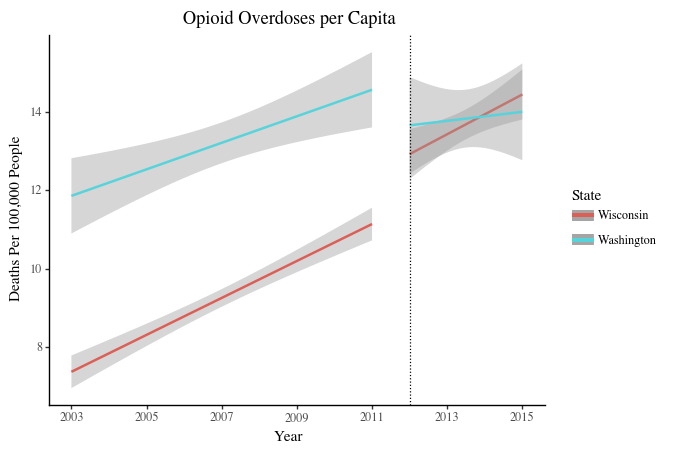 Opioid Overdoses per Capita
Deaths Per 100,000 People
14
12
10
8
2003 2005 2007 2009 2011 2013 2015
Year
State
Wisconsin
Washington